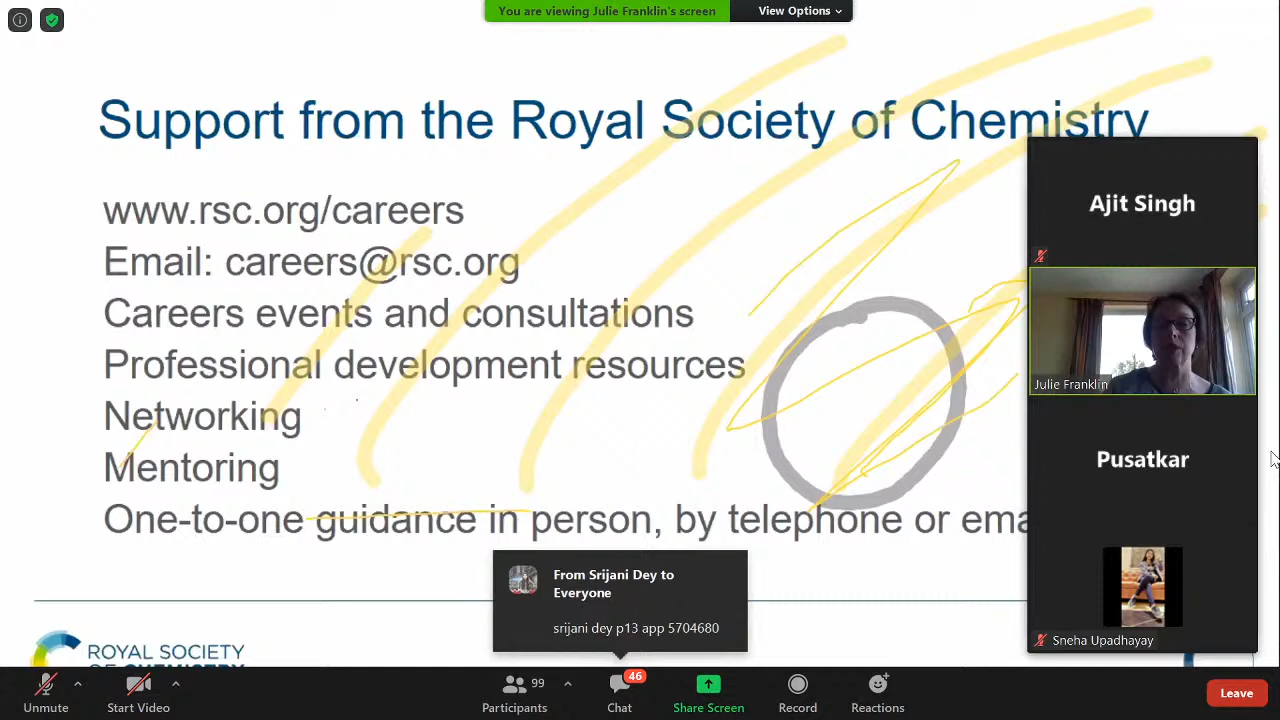 You are viewing Julie Franklin's screen
View Options
Support from the Royal Society of Chemistry
www.rsc.org/careers
Email: careers@rsc.org
Careers events and consultations
Professional development resources
Networking
Mentoring
One-to-one guidance in person, by telephone or ema
Ajit Singh
Julie Franklin
Pusatkar
Sneha Upadhayay
From Srijani Dey to
Everyone
srijani dey p13 app 5704680
ROYAL SOCIETY
OF CHEMISTRY
Unmute
Start Video
99
Participants
46
Chat
Share Screen
Record
Reactions
Leave